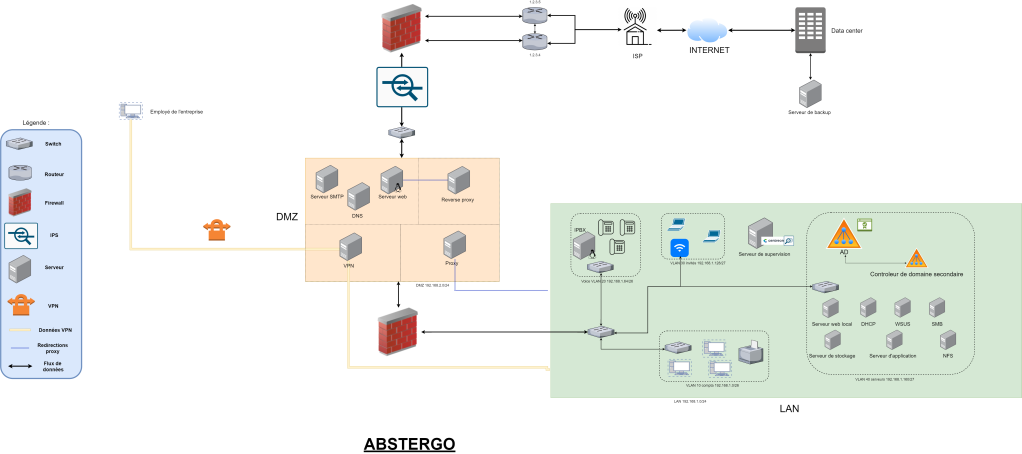 1.2.5.5
1.2.5.4
ISP
INTERNET
Data center
Serveur de backup
Employé de l'entreprise
Légende :
Switch
Routeur
Firewall
IPS
Serveur
VPN
Données VPN
Redirections
proxy
Flux de
données
DMZ
Serveur SMTP
DNS
Serveur web
Reverse proxy
VPN
Proxy
DMZ 192.168.2.0/24
IPBX
Voice VLAN 20 192.168.1.64/26
192.168.1.128/27
Serveur de supervision
centreon
AD
Controleur de domaine secondaire
Serveur web local
DHCP
WSUS
SMB
Serveur de stockage
Serveur d'application
NFS
VLAN 40 serveurs 192.168.1.160/27
VLAN 10 compta 192.168.1.0/26
LAN 192.168.1.0/24
LAN
ABSTERGO